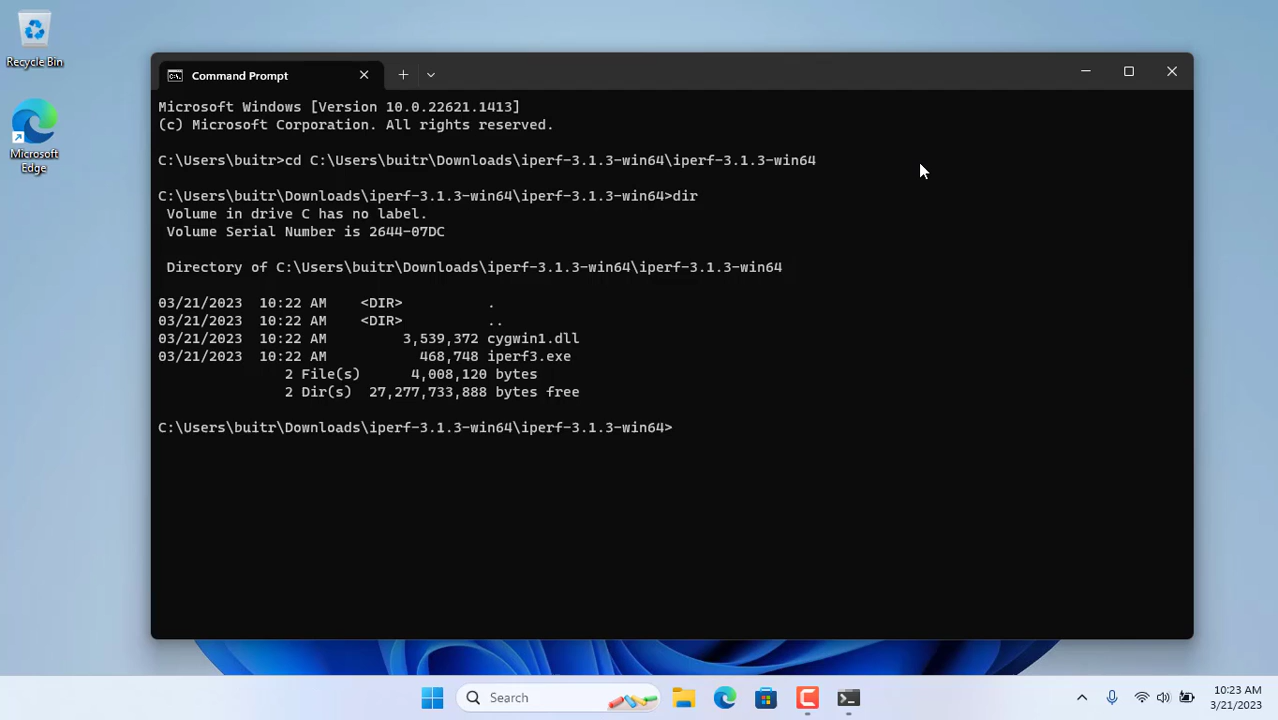 Recycle Bin
Microsoft
Edge
Command Prompt
Microsoft Windows [Version 10.0.22621.1413]
(c) Microsoft Corporation. All rights reserved.
C:\Users\buitr>cd C:\Users\buitr\Downloads\iperf-3.1.3-win64\iperf-3.1.3-win64
C:\Users\buitr\Downloads\iperf-3.1.3-win64\iperf-3.1.3-win64>dir
Volume in drive C has no label.
Volume Serial Number is 2644-07DC
Directory of C:\Users\buitr\Downloads\iperf-3.1.3-win64\iperf-3.1.3-win64
03/21/2023  10:22 AM    <DIR>          .
03/21/2023  10:22 AM    <DIR>          ..
03/21/2023  10:22 AM         3,539,372 cygwin1.dll
03/21/2023  10:22 AM           468,748 iperf3.exe
2 File(s)      4,008,120 bytes
2 Dir(s)  27,277,733,888 bytes free
C:\Users\buitr\Downloads\iperf-3.1.3-win64\iperf-3.1.3-win64>
Search
10:23 AM
3/21/2023